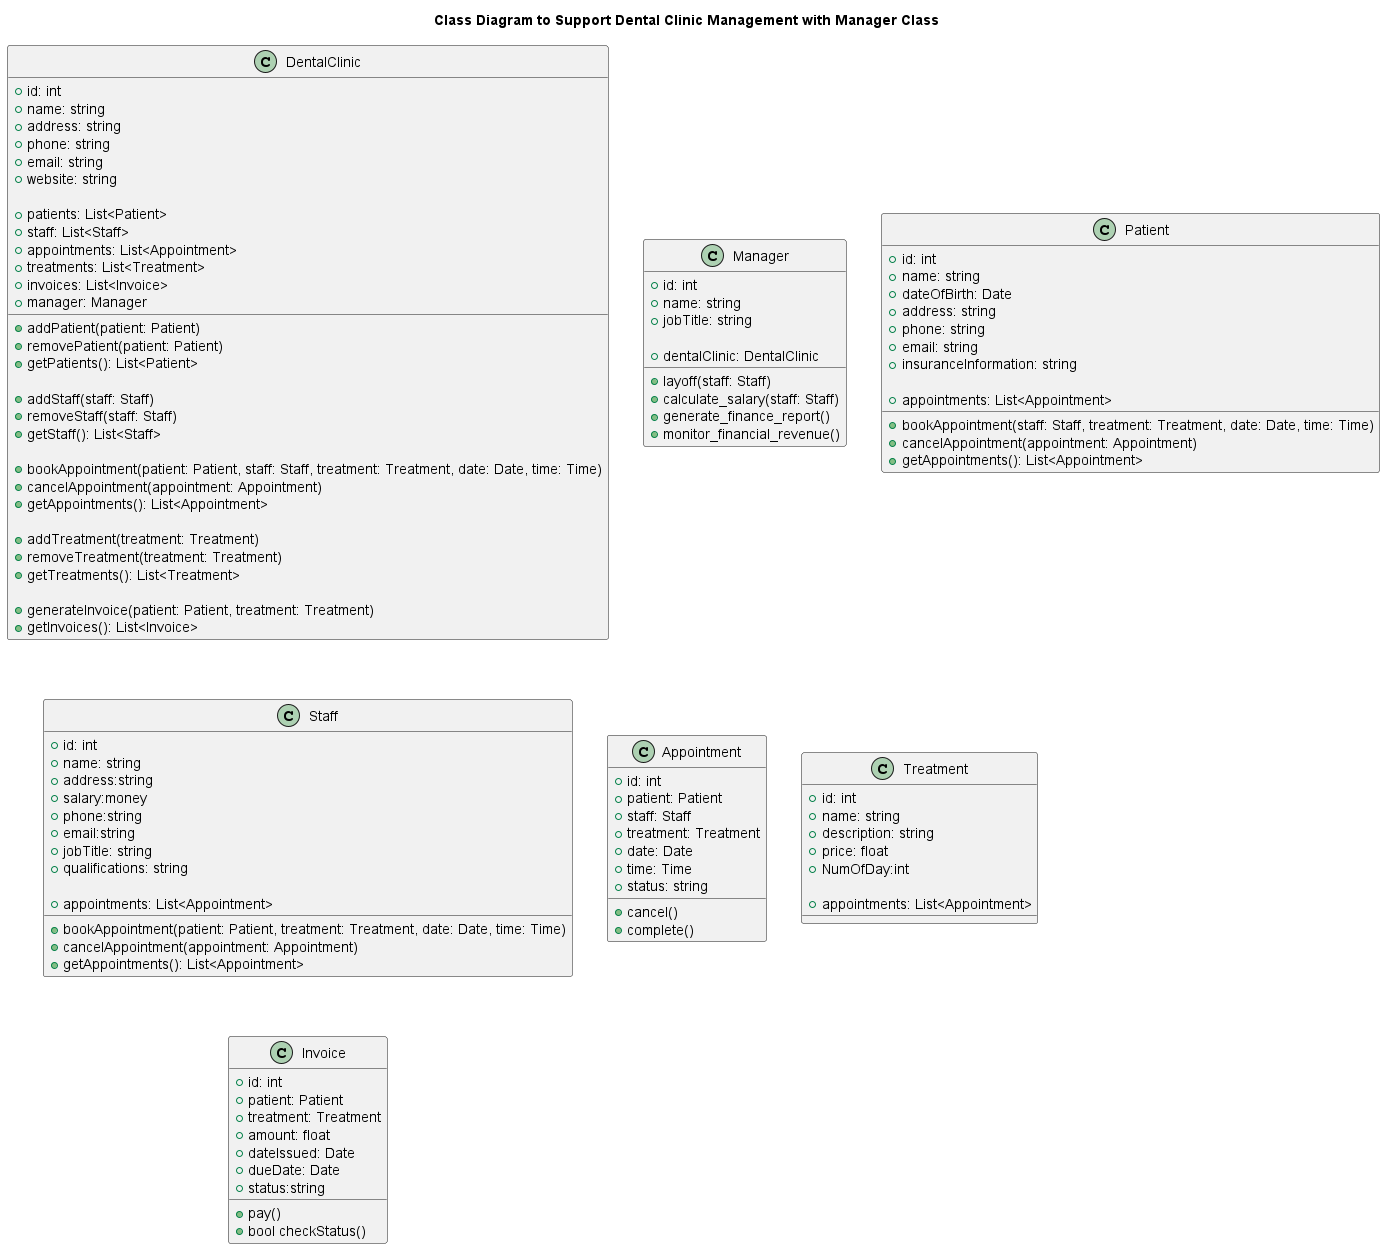 Class Diagram to Support Dental Clinic Management with Manager Class
C DentalClinic
id: int
name: string
address: string
phone: string
email: string
website: string
patients: List<Patient>
staff: List<Staff>
appointments: List<Appointment>
treatments: List<Treatment>
invoices: List<Invoice>
manager: Manager
addPatient(patient: Patient)
removePatient(patient: Patient)
getPatients(): List<Patient>
addStaff(staff: Staff)
removeStaff(staff: Staff)
getStaff(): List<Staff>
bookAppointment(patient: Patient, staff: Staff, treatment: Treatment, date: Date, time: Time)
cancelAppointment(appointment: Appointment)
getAppointments(): List<Appointment>
addTreatment(treatment: Treatment)
removeTreatment(treatment: Treatment)
getTreatments(): List<Treatment>
generateInvoice(patient: Patient, treatment: Treatment)
getInvoices(): List<Invoice>
C Manager
id: int
name: string
jobTitle: string
dentalClinic: DentalClinic
layoff(staff: Staff)
calculate_salary(staff: Staff)
generate_finance_report()
monitor_financial_revenue()
C Patient
id: int
name: string
dateOfBirth: Date
address: string
phone: string
email: string
insuranceInformation: string
appointments: List<Appointment>
bookAppointment(staff: Staff, treatment: Treatment, date: Date, time: Time)
cancelAppointment(appointment: Appointment)
getAppointments(): List<Appointment>
C Staff
id: int
name: string
address:string
salary:money
phone:string
email:string
jobTitle: string
qualifications: string
appointments: List<Appointment>
bookAppointment(patient: Patient, treatment: Treatment, date: Date, time: Time)
cancelAppointment(appointment: Appointment)
getAppointments(): List<Appointment>
C Appointment
id: int
patient: Patient
staff: Staff
treatment: Treatment
date: Date
time: Time
status: string
cancel()
complete()
C Treatment
id: int
name: string
description: string
price: float
NumOfDay:int
appointments: List<Appointment>
C Invoice
id: int
patient: Patient
treatment: Treatment
amount: float
dateIssued: Date
dueDate: Date
status:string
pay()
bool checkStatus()